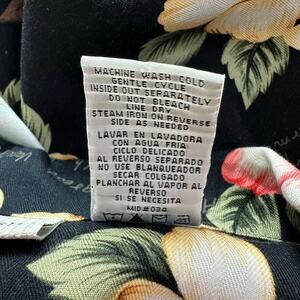 MACHINE WASH COLD
GENTLE CYCLE
INSIDE OUT SEPARATELY
DO NOT BLEACH
LINE DRY
STEAM IRON ON REVERSE
SIDE AS NEEDED
LAVAR EN LAVADORA
CON AGUA FRIA
CICLO DELICADO
AL REVERSO SEPARADO
NO USE BLANQUEADOR
SECAR COLGADO
PLANCHAR AL VAPOR AL
REVERSO
SI SE NECESITA
MID#034